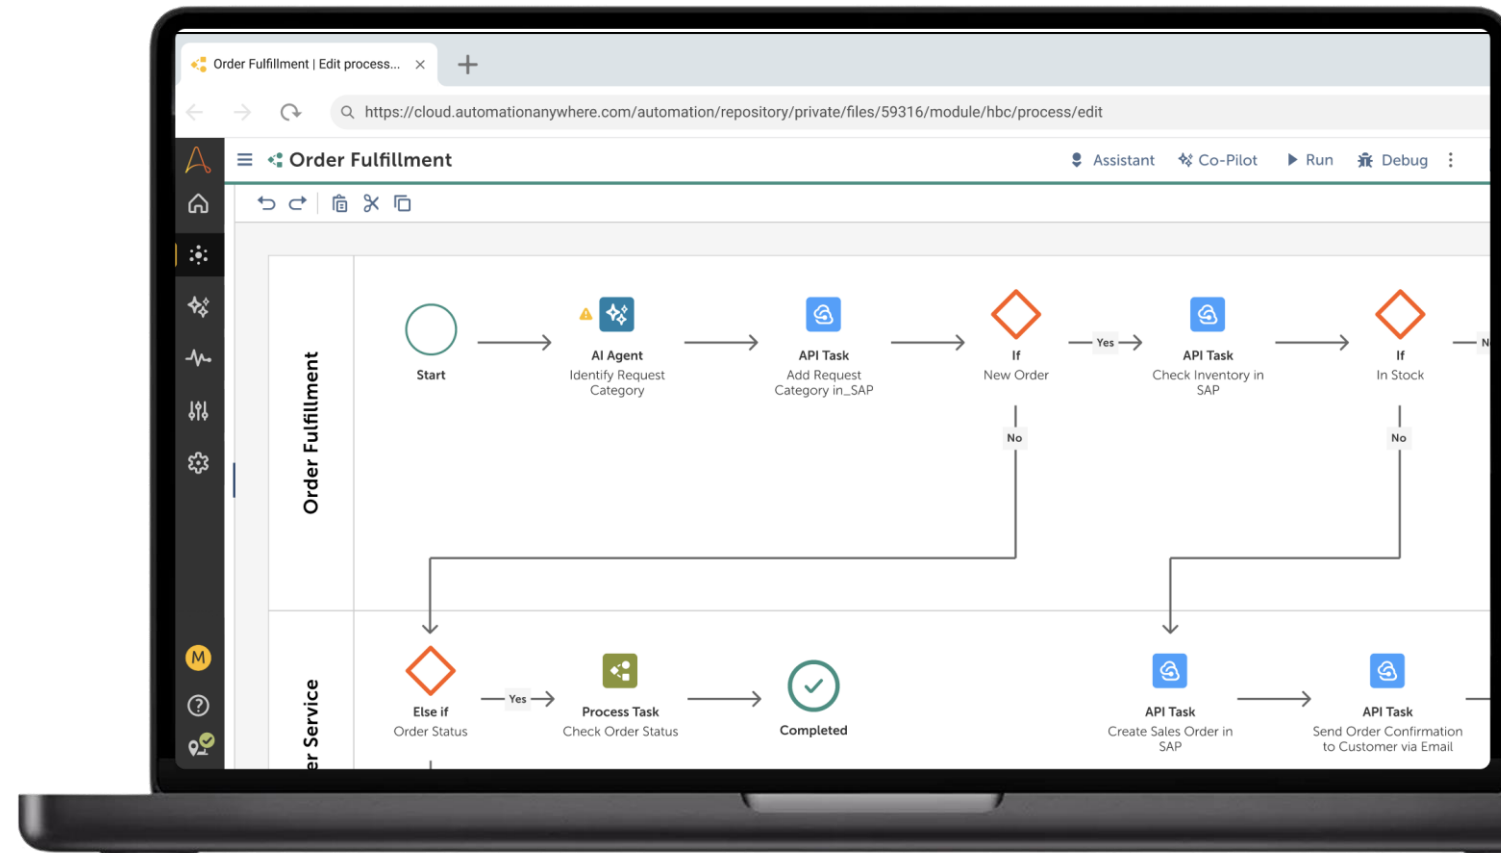 Order Fulfillment | Edit process...
https://cloud.automationanywhere.com/automation/repository/private/files/59316/module/hbc/process/edit
Order Fulfillment
Assistant
Co-Pilot
Run
Debug
Order Fulfillment
Start
AI Agent
Identify Request
Category
API Task
Add Request
Category in_SAP
If
New Order
Yes
API Task
Check Inventory in
SAP
If
In Stock
No
No
M
er Service
Else if
Order Status
Yes
Process Task
Check Order Status
Completed
API Task
Create Sales Order in
SAP
API Task
Send Order Confirmation
to Customer via Email